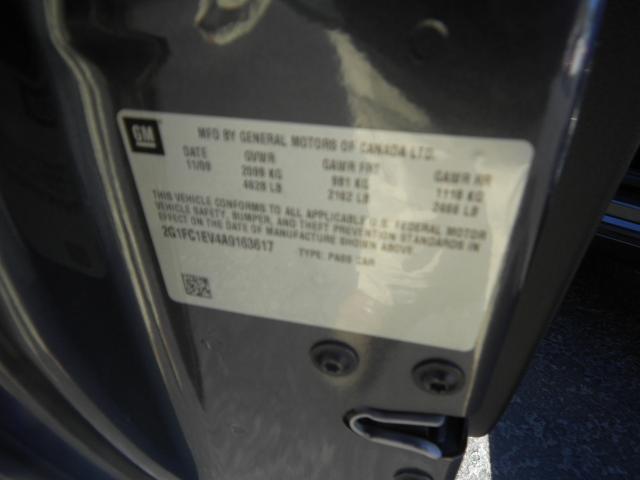 GM
MFG BY GENERAL MOTORS OF CANADA LTD.
DATE GVWR GAWR FRT GAWR RR
11/09 2099 KG 981 KG 1118 KG
4628 LB 2162 LB 2466 LB
THIS VEHICLE CONFORMS TO ALL APPLICABLE U.S. FEDERAL MOTOR
VEHICLE SAFETY, BUMPER, AND THEFT PREVENTION STANDARDS
IN EFFECT ON THE DATE OF MANUFACTURE SHOWN ABOVE.
2G1FC1EV4A9163617 TYPE: PASS CAR